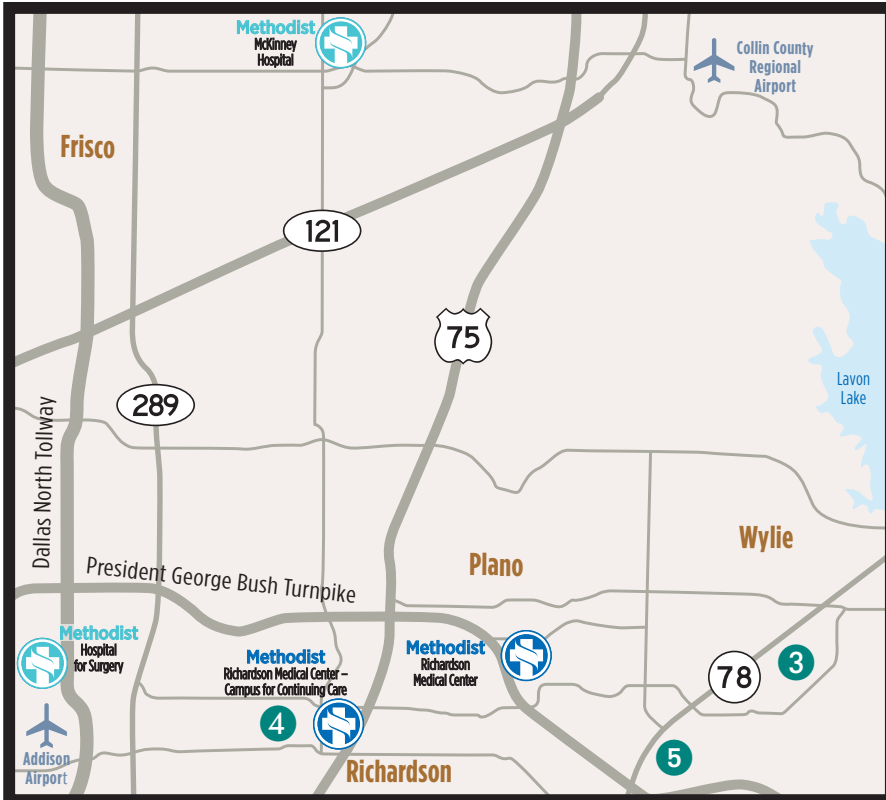 Methodist
McKinney
Hospital
Collin County
Regional
Airport
Frisco
121
75
Lavon
Lake
289
Dallas North Tollway
Wylie
Plano
President George Bush Turnpike
Methodist
Hospital
for Surgery
Methodist
Richardson Medical Center –
Campus for Continuing Care
Methodist
Richardson
Medical Center
78
3
4
Addison
Airport
Richardson
5